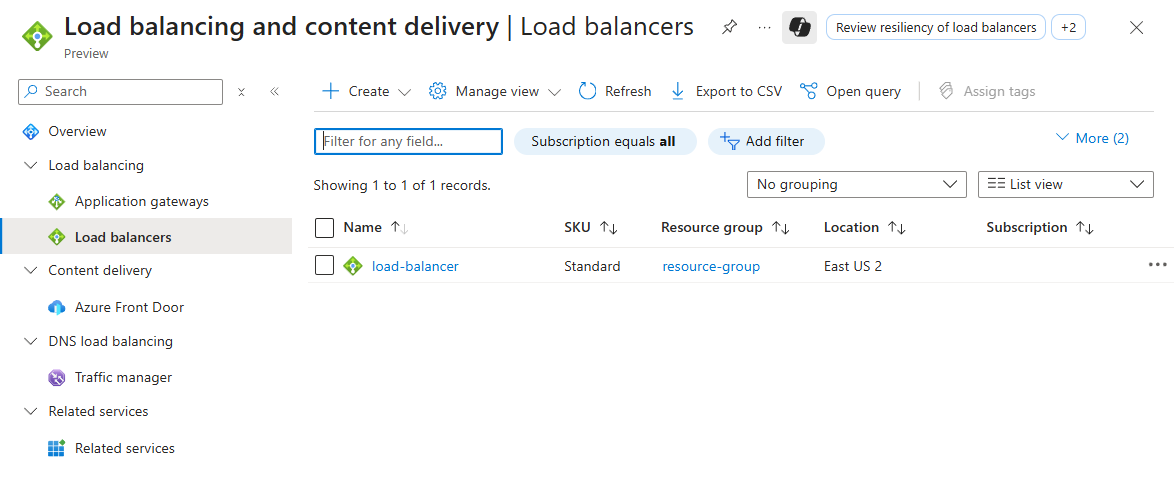 Load balancing and content delivery | Load balancers
Preview
Review resiliency of load balancers
+2
Search
Overview
Load balancing
Application gateways
Load balancers
Content delivery
Azure Front Door
DNS load balancing
Traffic manager
Related services
Related services
Create Manage view Refresh Export to CSV Open query Assign tags
Filter for any field... Subscription equals all Add filter More (2)
Showing 1 to 1 of 1 records. No grouping List view
Name SKU Resource group Location Subscription
load-balancer Standard resource-group East US 2